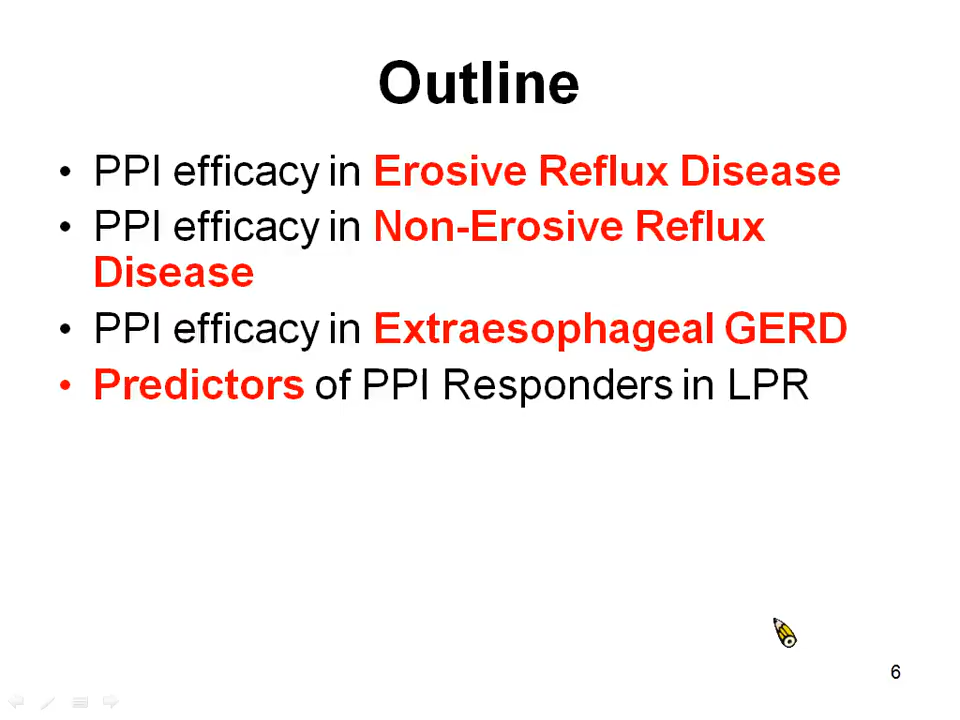 Outline
• PPI efficacy in Erosive Reflux Disease
• PPI efficacy in Non-Erosive Reflux
Disease
• PPI efficacy in Extraesophageal GERD
• Predictors of PPI Responders in LPR
6